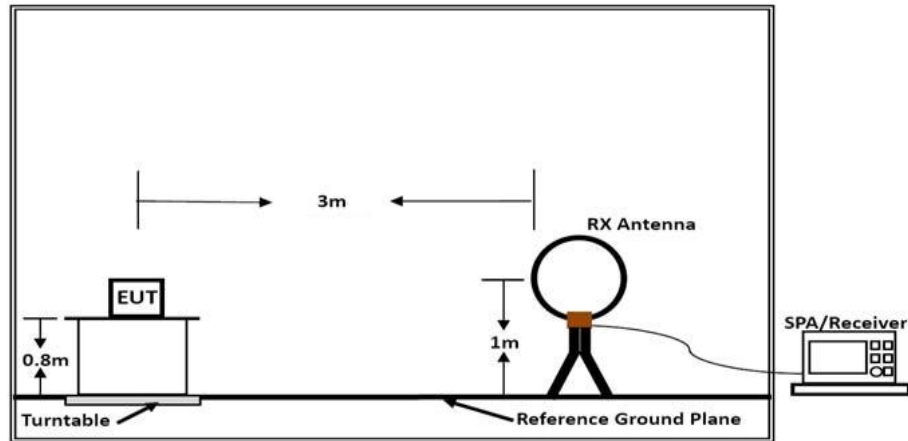 3m
RX Antenna
EUT
SPA/Receiver
0.8m
1m
Turntable
Reference Ground Plane